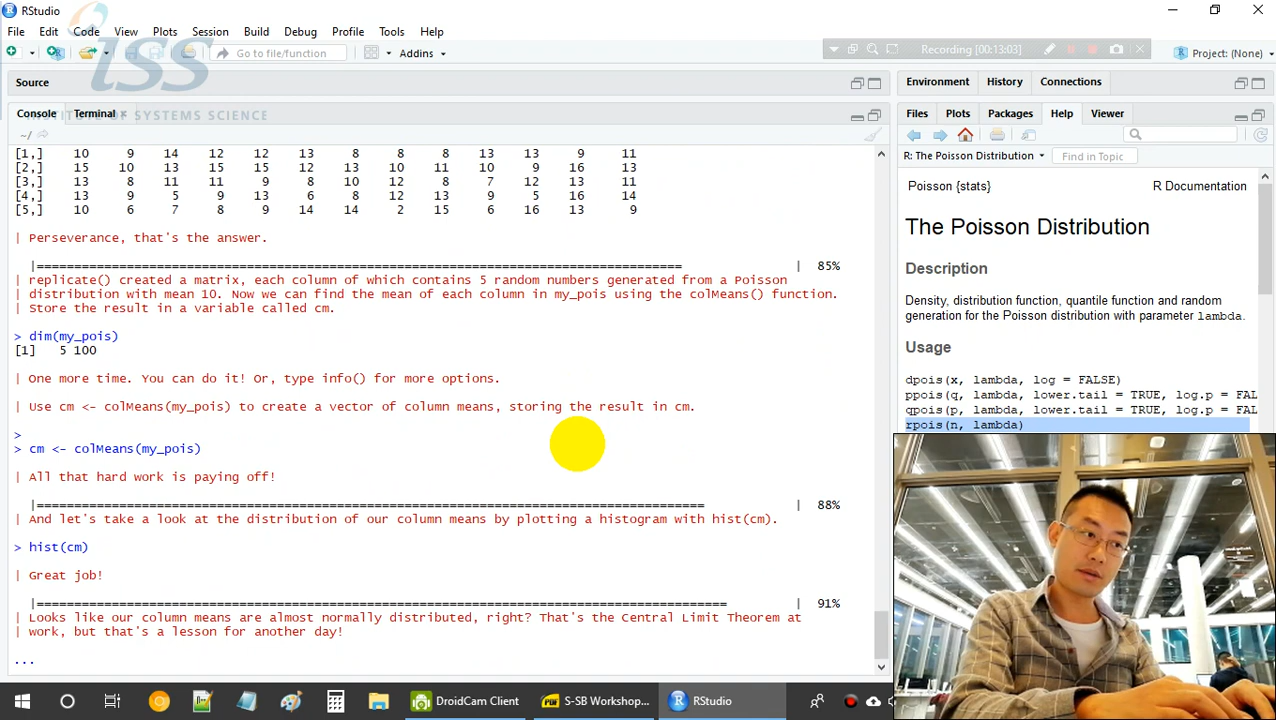 RStudio
File Edit Code View Plots Session Build Debug Profile Tools Help
Go to file/function
Addins
Recording [00:13:03]
Project: (None)
iss
INSTITUTE OF SYSTEMS SCIENCE
Source
Console Terminal ×
~/
[1,] 10 9 14 12 12 13 8 8 8 13 13 9 11
[2,] 15 10 13 15 15 12 13 10 11 10 9 16 13
[3,] 13 8 11 11 9 8 10 12 8 7 12 13 11
[4,] 13 9 5 9 13 6 8 12 13 9 5 16 14
[5,] 10 6 7 8 9 14 14 2 15 6 16 13 9
| Perseverance, that's the answer.
|====================================================================================== | 85%
| replicate() created a matrix, each column of which contains 5 random numbers generated from a Poisson
| distribution with mean 10. Now we can find the mean of each column in my_pois using the colMeans() function.
| Store the result in a variable called cm.
> dim(my_pois)
[1] 5 100
| One more time. You can do it! Or, type info() for more options.
| Use cm <- colMeans(my_pois) to create a vector of column means, storing the result in cm.
>
> cm <- colMeans(my_pois)
| All that hard work is paying off!
|========================================================================================= | 88%
| And let's take a look at the distribution of our column means by plotting a histogram with hist(cm).
> hist(cm)
| Great job!
|============================================================================================ | 91%
| Looks like our column means are almost normally distributed, right? That's the Central Limit Theorem at
| work, but that's a lesson for another day!
...
Environment History Connections
Files Plots Packages Help Viewer
R: The Poisson Distribution
Find in Topic
Poisson {stats}
R Documentation
The Poisson Distribution
Description
Density, distribution function, quantile function and random
generation for the Poisson distribution with parameter lambda.
Usage
dpois(x, lambda, log = FALSE)
ppois(q, lambda, lower.tail = TRUE, log.p = FAL
qpois(p, lambda, lower.tail = TRUE, log.p = FAL
rpois(n, lambda)
DroidCam Client
S-SB Workshop...
RStudio